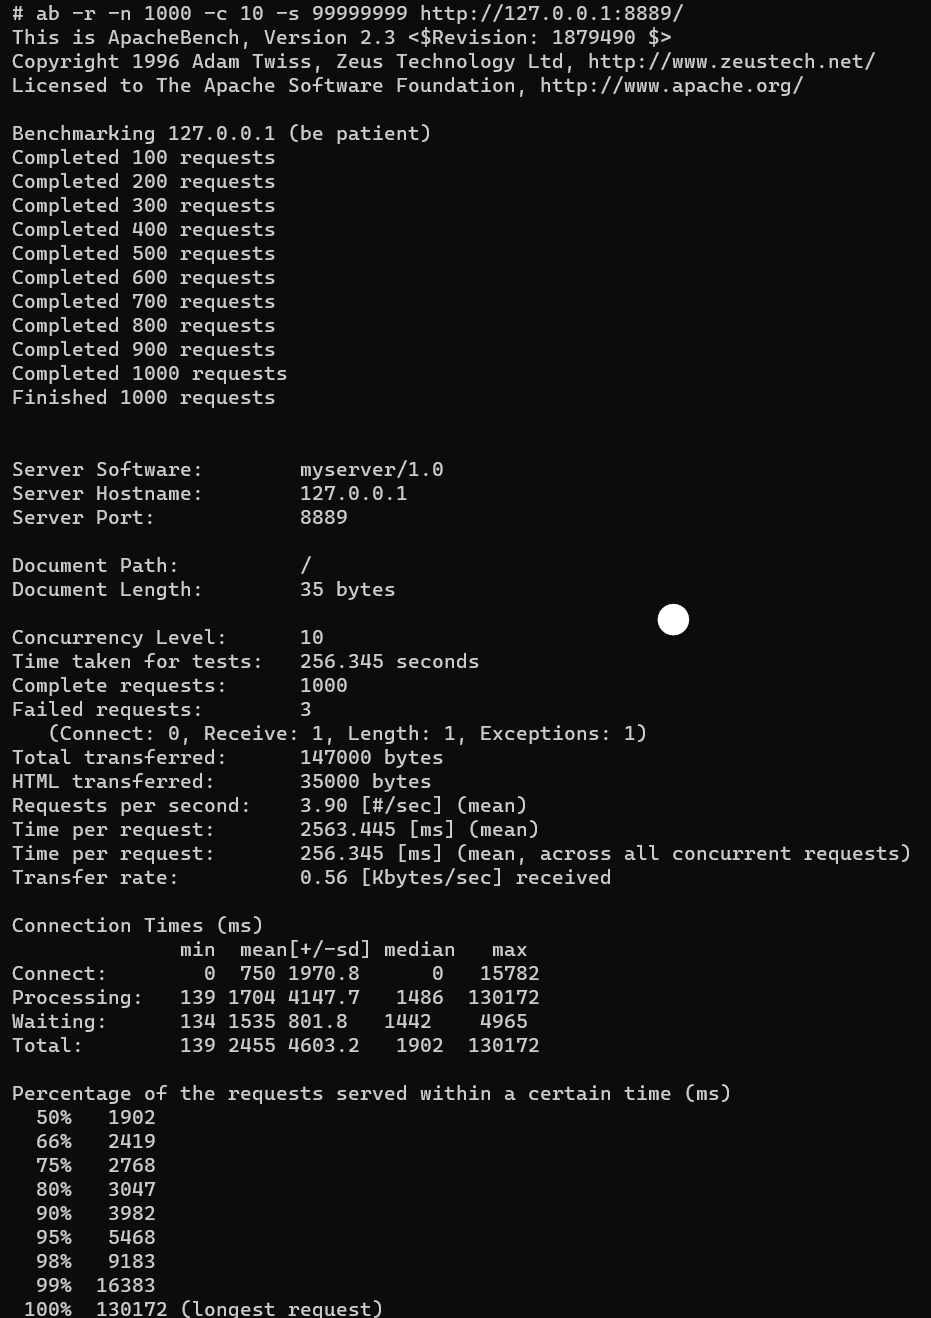 # ab -r -n 1000 -c 10 -s 99999999 http://127.0.0.1:8889/
This is ApacheBench, Version 2.3 <$Revision: 1879490 $>
Copyright 1996 Adam Twiss, Zeus Technology Ltd, http://www.zeustech.net/
Licensed to The Apache Software Foundation, http://www.apache.org/

Benchmarking 127.0.0.1 (be patient)
Completed 100 requests
Completed 200 requests
Completed 300 requests
Completed 400 requests
Completed 500 requests
Completed 600 requests
Completed 700 requests
Completed 800 requests
Completed 900 requests
Completed 1000 requests
Finished 1000 requests


Server Software:        myserver/1.0
Server Hostname:        127.0.0.1
Server Port:            8889

Document Path:          /
Document Length:        35 bytes

Concurrency Level:      10
Time taken for tests:   256.345 seconds
Complete requests:      1000
Failed requests:        3
   (Connect: 0, Receive: 1, Length: 1, Exceptions: 1)
Total transferred:      147000 bytes
HTML transferred:       35000 bytes
Requests per second:    3.90 [#/sec] (mean)
Time per request:       2563.445 [ms] (mean)
Time per request:       256.345 [ms] (mean, across all concurrent requests)
Transfer rate:          0.56 [Kbytes/sec] received

Connection Times (ms)
              min  mean[+/-sd] median   max
Connect:        0  750 1970.8      0   15782
Processing:   139 1704 4147.7   1486  130172
Waiting:      134 1535 801.8   1442    4965
Total:        139 2455 4603.2   1902  130172

Percentage of the requests served within a certain time (ms)
  50%   1902
  66%   2419
  75%   2768
  80%   3047
  90%   3982
  95%   5468
  98%   9183
  99%  16383
 100%  130172 (longest request)